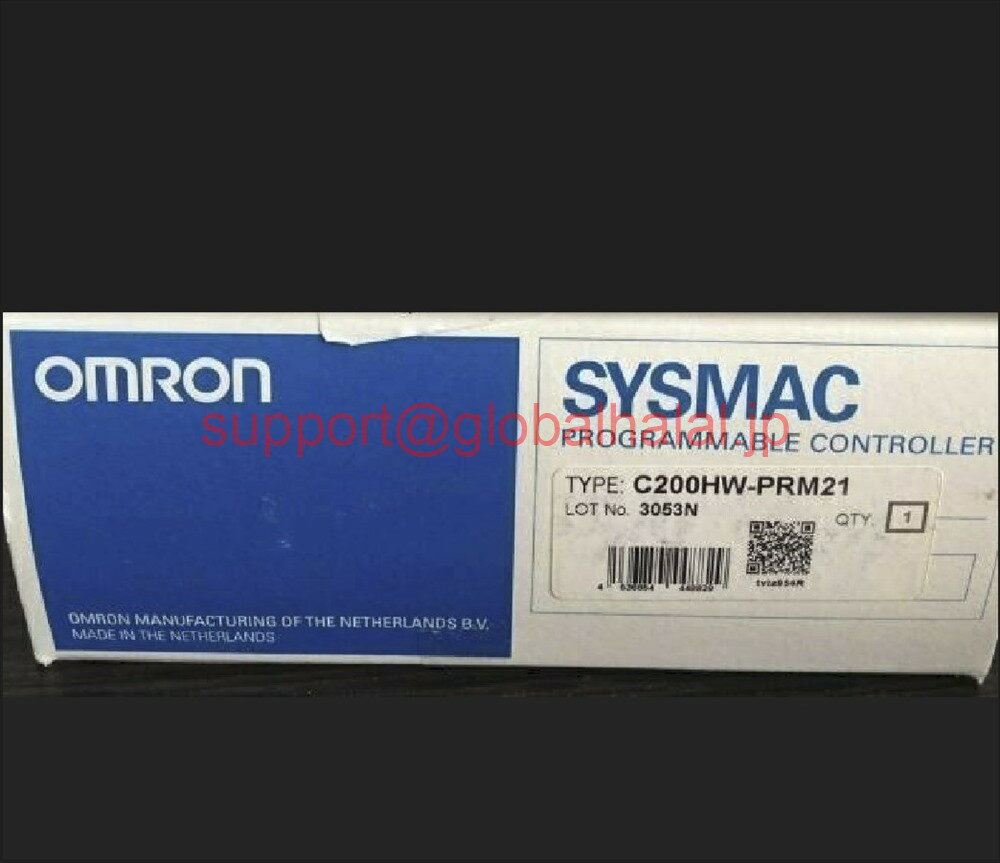 OMRON
SYSMAC
support@globalhalal.jp
PROGRAMMABLE CONTROLLER
TYPE: C200HW-PRM21
LOT No. 3053N
QTY. 1
OMRON MANUFACTURING OF THE NETHERLANDS B.V.
MADE IN THE NETHERLANDS